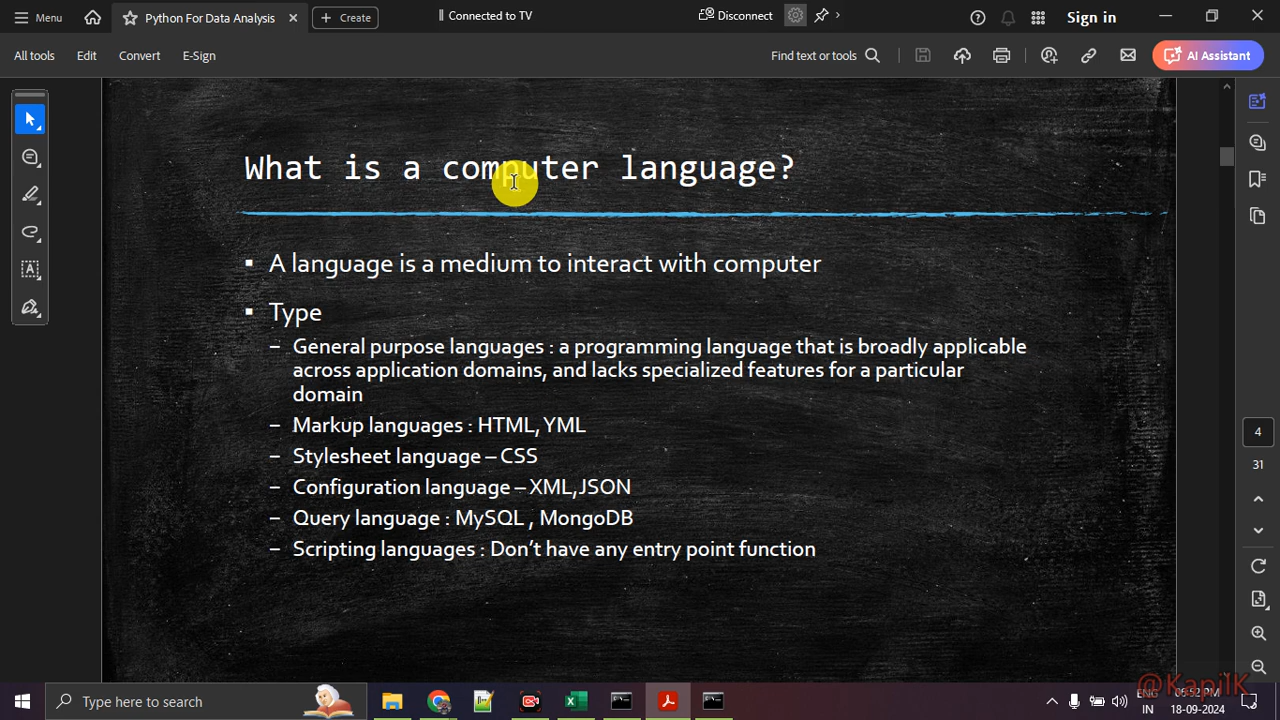 Menu
Python For Data Analysis
Create
Connected to TV
Disconnect
Sign in
All tools
Edit
Convert
E-Sign
Find text or tools
AI Assistant
What is a computer language?
▪ A language is a medium to interact with computer
▪ Type
– General purpose languages : a programming language that is broadly applicable
across application domains, and lacks specialized features for a particular
domain
– Markup languages : HTML, YML
– Stylesheet language – CSS
– Configuration language – XML,JSON
– Query language : MySQL , MongoDB
– Scripting languages : Don't have any entry point function
4
31
Type here to search
ENG
IN
05:52 PM
18-09-2024
@KapilK